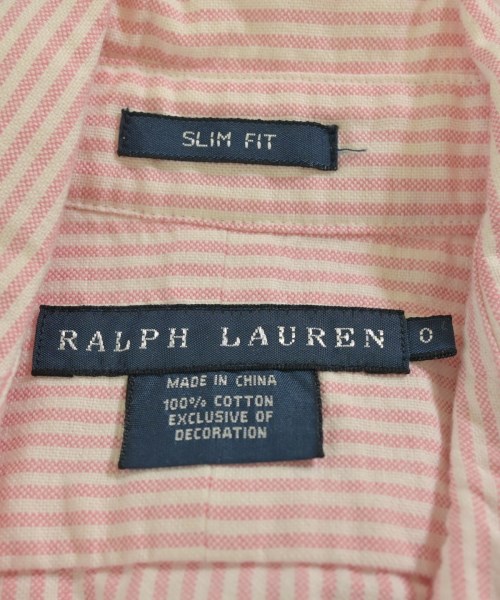 SLIM FIT
RALPH LAUREN 0
MADE IN CHINA
100% COTTON
EXCLUSIVE OF
DECORATION